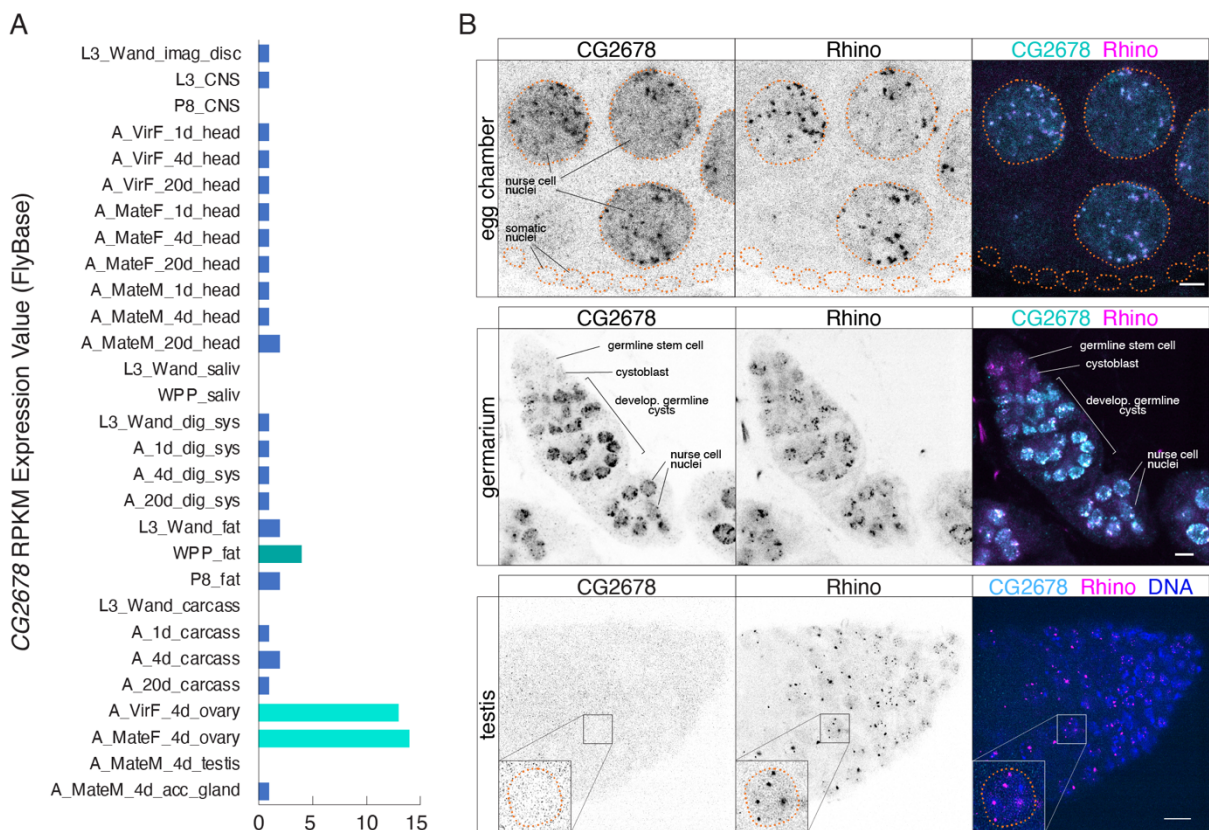 A
CG2678 RPKM Expression Value (FlyBase)
L3_Wand_imag_disc
L3_CNS
P8_CNS
A_VirF_1d_head
A_VirF_4d_head
A_VirF_20d_head
A_MateF_1d_head
A_MateF_4d_head
A_MateF_20d_head
A_MateM_1d_head
A_MateM_4d_head
A_MateM_20d_head
L3_Wand_saliv
WPP_saliv
L3_Wand_dig_sys
A_1d_dig_sys
A_4d_dig_sys
A_20d_dig_sys
L3_Wand_fat
WPP_fat
P8_fat
L3_Wand_carcass
A_1d_carcass
A_4d_carcass
A_20d_carcass
A_VirF_4d_ovary
A_MateF_4d_ovary
A_MateM_4d_testis
A_MateM_4d_acc_gland
0 5 10 15
B
CG2678 Rhino CG2678 Rhino
egg chamber
nurse cell
nuclei
somatic
nuclei
CG2678 Rhino CG2678 Rhino
germarium
germline stem cell
cystoblast
develop. germline
cysts
nurse cell
nuclei
germline stem cell
cystoblast
develop. germline
cysts
nurse cell
nuclei
CG2678 Rhino CG2678 Rhino DNA
testis